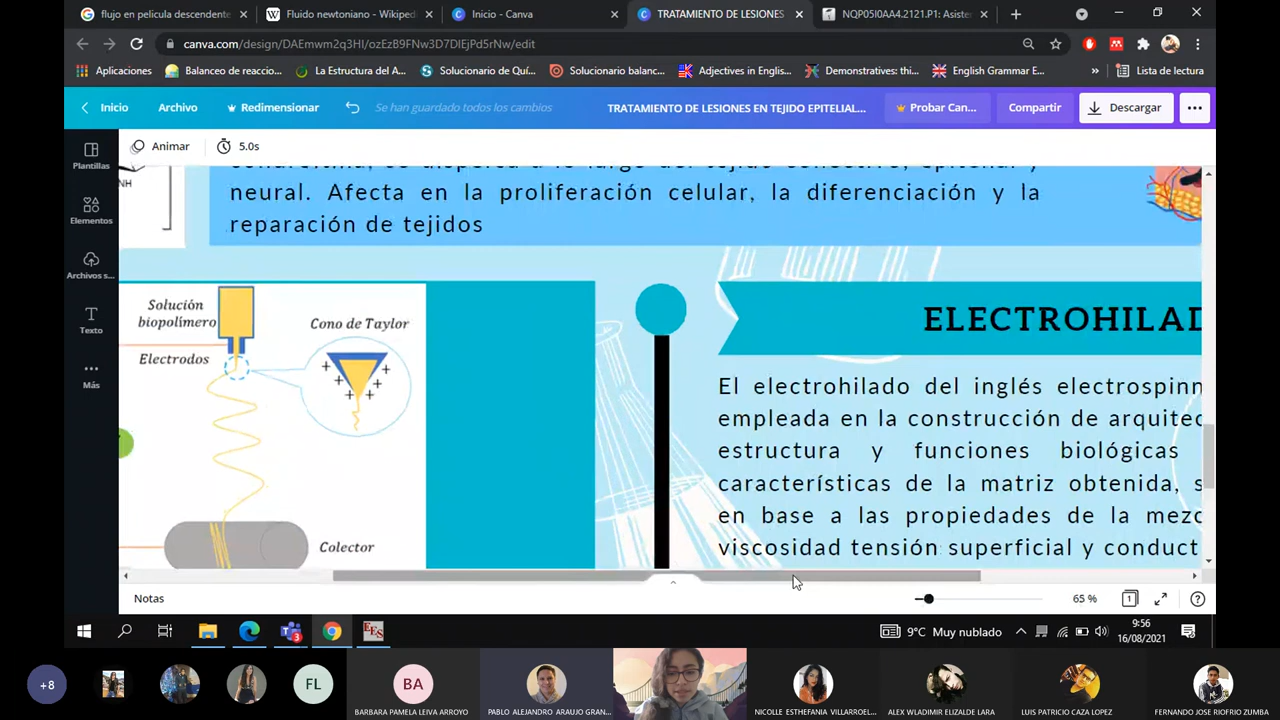 flujo en pelicula descendente
Fluido newtoniano - Wikiped
Inicio - Canva
TRATAMIENTO DE LESIONES
NQP05I0AA4.2121.P1: Asiste
canva.com/design/DAEmwm2q3HI/ozEzB9FNw3D7DIEjPd5rNw/edit
Aplicaciones
Balanceo de reaccio...
La Estructura del A...
Solucionario de Quí...
Solucionario balanc...
Adjectives in Englis...
Demonstratives: thi...
English Grammar E...
»
Lista de lectura
Inicio
Archivo
Redimensionar
Se han guardado todos los cambios
TRATAMIENTO DE LESIONES EN TEJIDO EPITELIAL...
Probar Can...
Compartir
Descargar
Animar
5.0s
Plantillas
Elementos
Archivos s...
Texto
Más
NH
neural. Afecta en la proliferación celular, la diferenciación y la
reparación de tejidos
Solución
biopolímero
Electrodos
Cono de Taylor
Colector
ELECTROHILAD
El electrohilado del inglés electrospinn
empleada en la construcción de arquitec
estructura y funciones biológicas
características de la matriz obtenida, s
en base a las propiedades de la mezc
viscosidad tensión superficial y conduct
Notas
65 %
1
9°C Muy nublado
9:56
16/08/2021
3
EES
+8
FL
BA
BARBARA PAMELA LEIVA ARROYO
PABLO ALEJANDRO ARAUJO GRAN...
NICOLLE ESTHEFANIA VILLARROEL...
ALEX WLADIMIR ELIZALDE LARA
LUIS PATRICIO CAZA LOPEZ
FERNANDO JOSE RIOFRIO ZUMBA